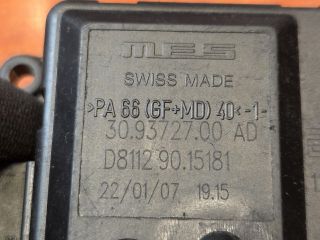 MES
SWISS MADE
>PA 66 (GF+MD) 40<-1-
30.93727.00 AD
D8112 90.15181
22/01/07 19.15